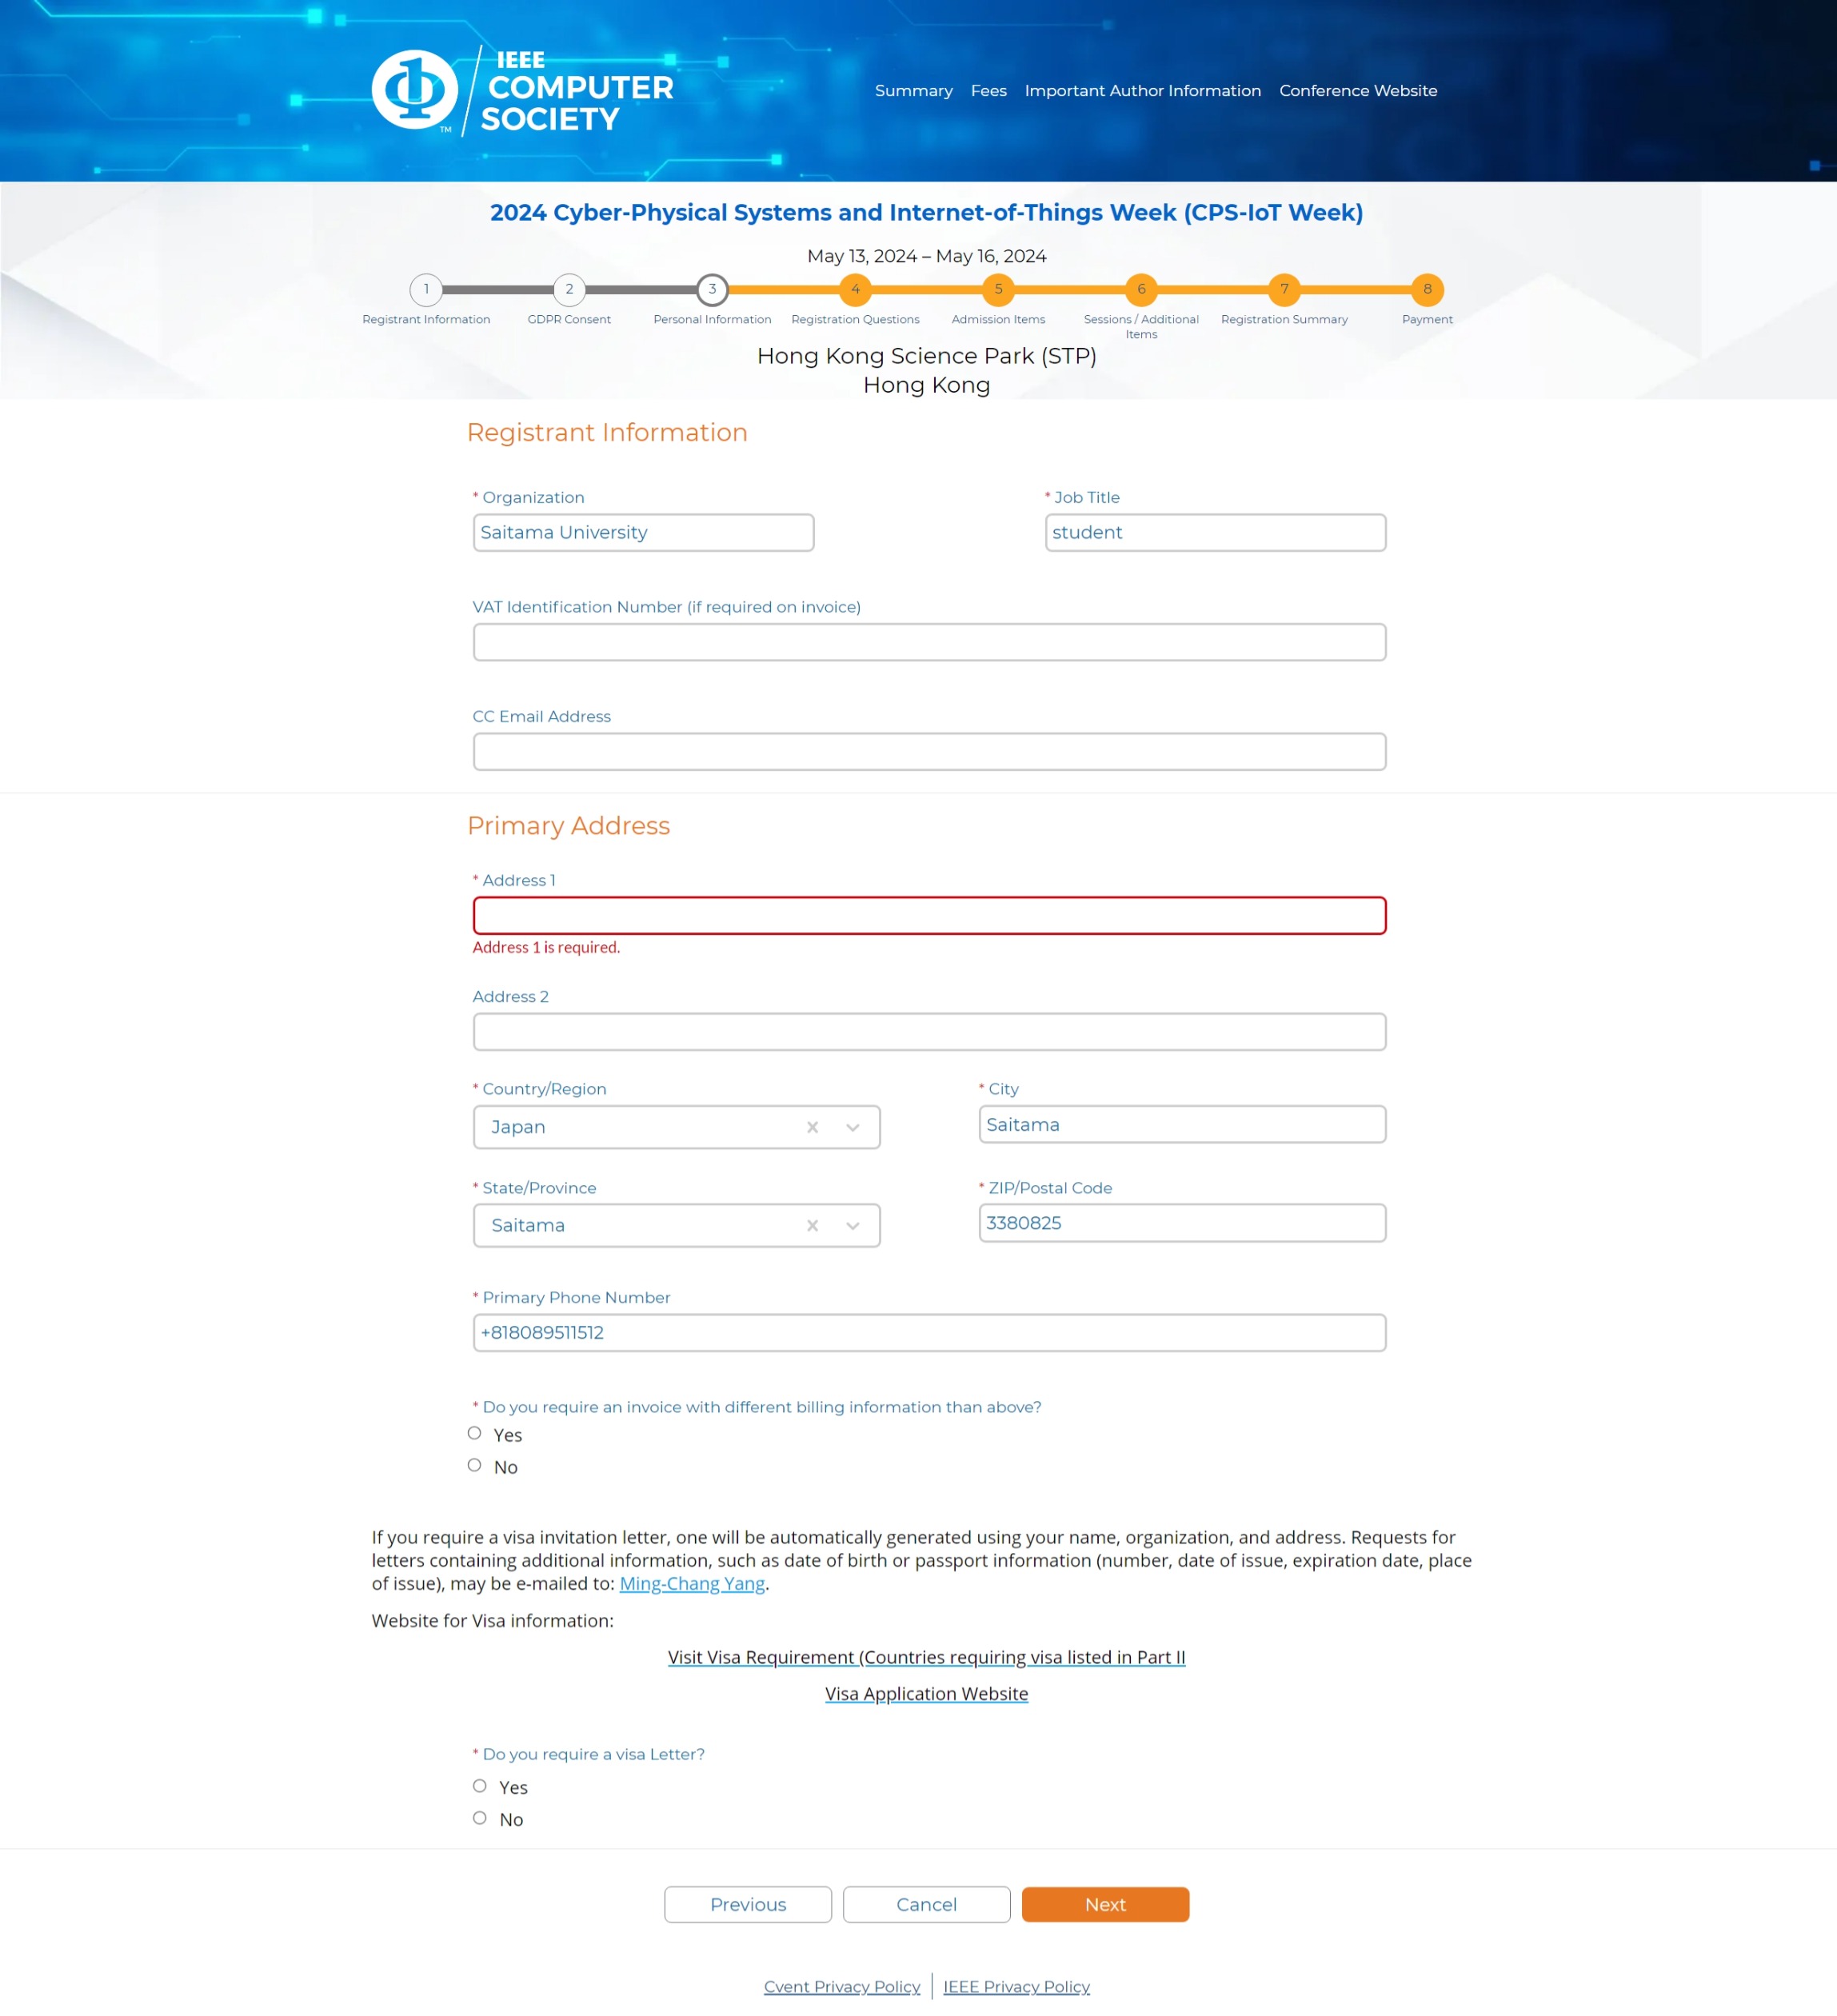 IEEE
COMPUTER
SOCIETY
TM
Summary Fees Important Author Information Conference Website
2024 Cyber-Physical Systems and Internet-of-Things Week (CPS-IoT Week)
May 13, 2024 – May 16, 2024
1 2 3 4 5 6 7 8
Registrant Information GDPR Consent Personal Information Registration Questions Admission Items Sessions / Additional Items Registration Summary Payment
Hong Kong Science Park (STP)
Hong Kong
Registrant Information
* Organization * Job Title
Saitama University student
VAT Identification Number (if required on invoice)
CC Email Address
Primary Address
* Address 1
Address 1 is required.
Address 2
* Country/Region * City
Japan Saitama
* State/Province * ZIP/Postal Code
Saitama 3380825
* Primary Phone Number
+818089511512
* Do you require an invoice with different billing information than above?
Yes
No
If you require a visa invitation letter, one will be automatically generated using your name, organization, and address. Requests for
letters containing additional information, such as date of birth or passport information (number, date of issue, expiration date, place
of issue), may be e-mailed to: Ming-Chang Yang.
Website for Visa information:
Visit Visa Requirement (Countries requiring visa listed in Part II
Visa Application Website
* Do you require a visa Letter?
Yes
No
Previous Cancel Next
Cvent Privacy Policy | IEEE Privacy Policy